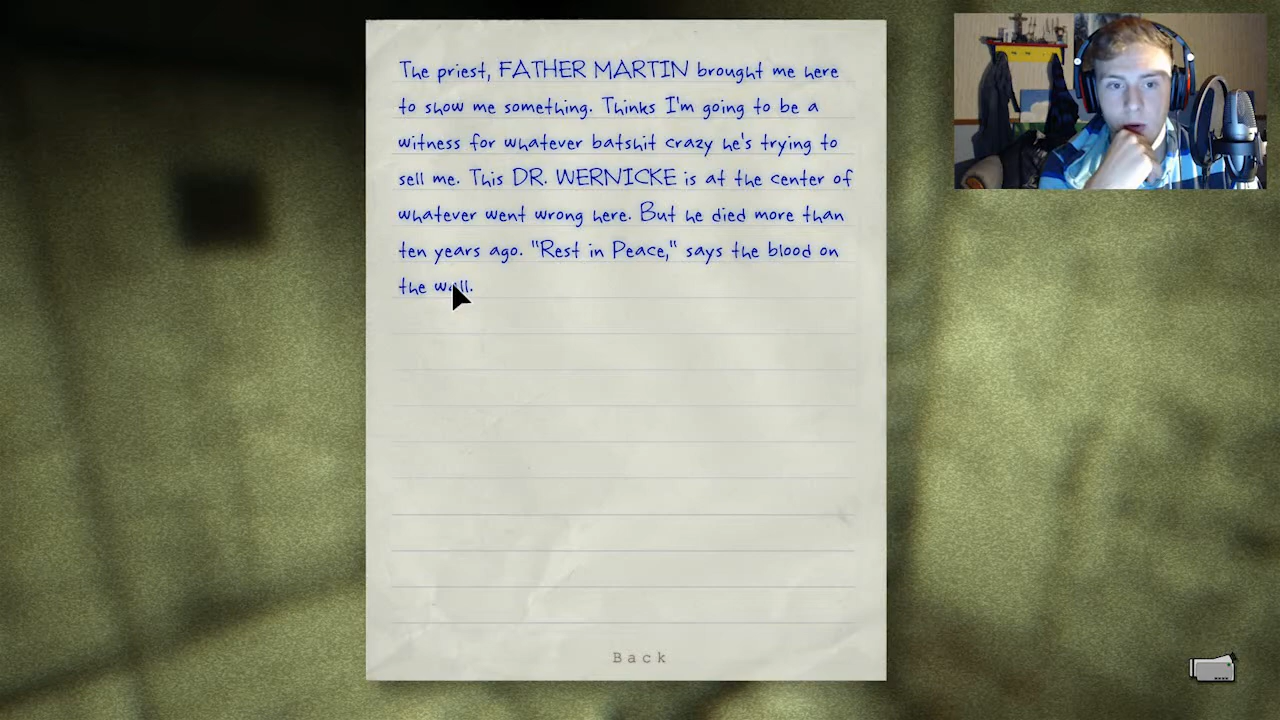 The priest, FATHER MARTIN brought me here
to show me something. Thinks I'm going to be a
witness for whatever batshit crazy he's trying to
sell me. This DR. WERNICKE is at the center of
whatever went wrong here. But he died more than
ten years ago. "Rest in Peace," says the blood on
the wall.
Back